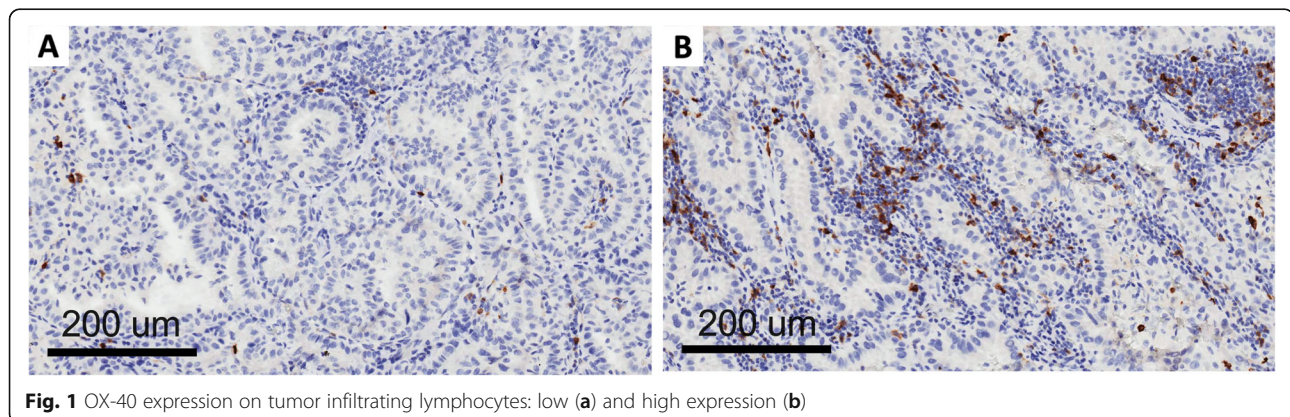 A
B
200 um
200 um
Fig. 1 OX-40 expression on tumor infiltrating lymphocytes: low (a) and high expression (b)